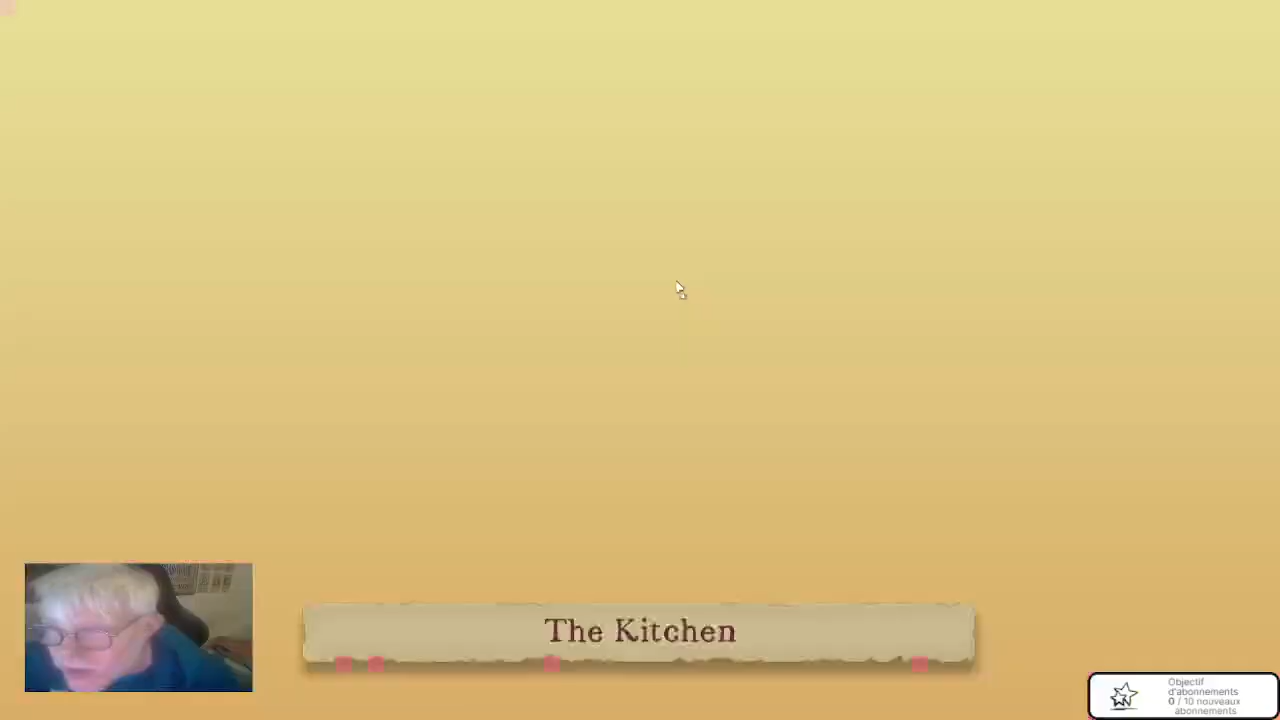 The Kitchen
Objectif
d'abonnements
0 / 10 nouveaux
abonnements